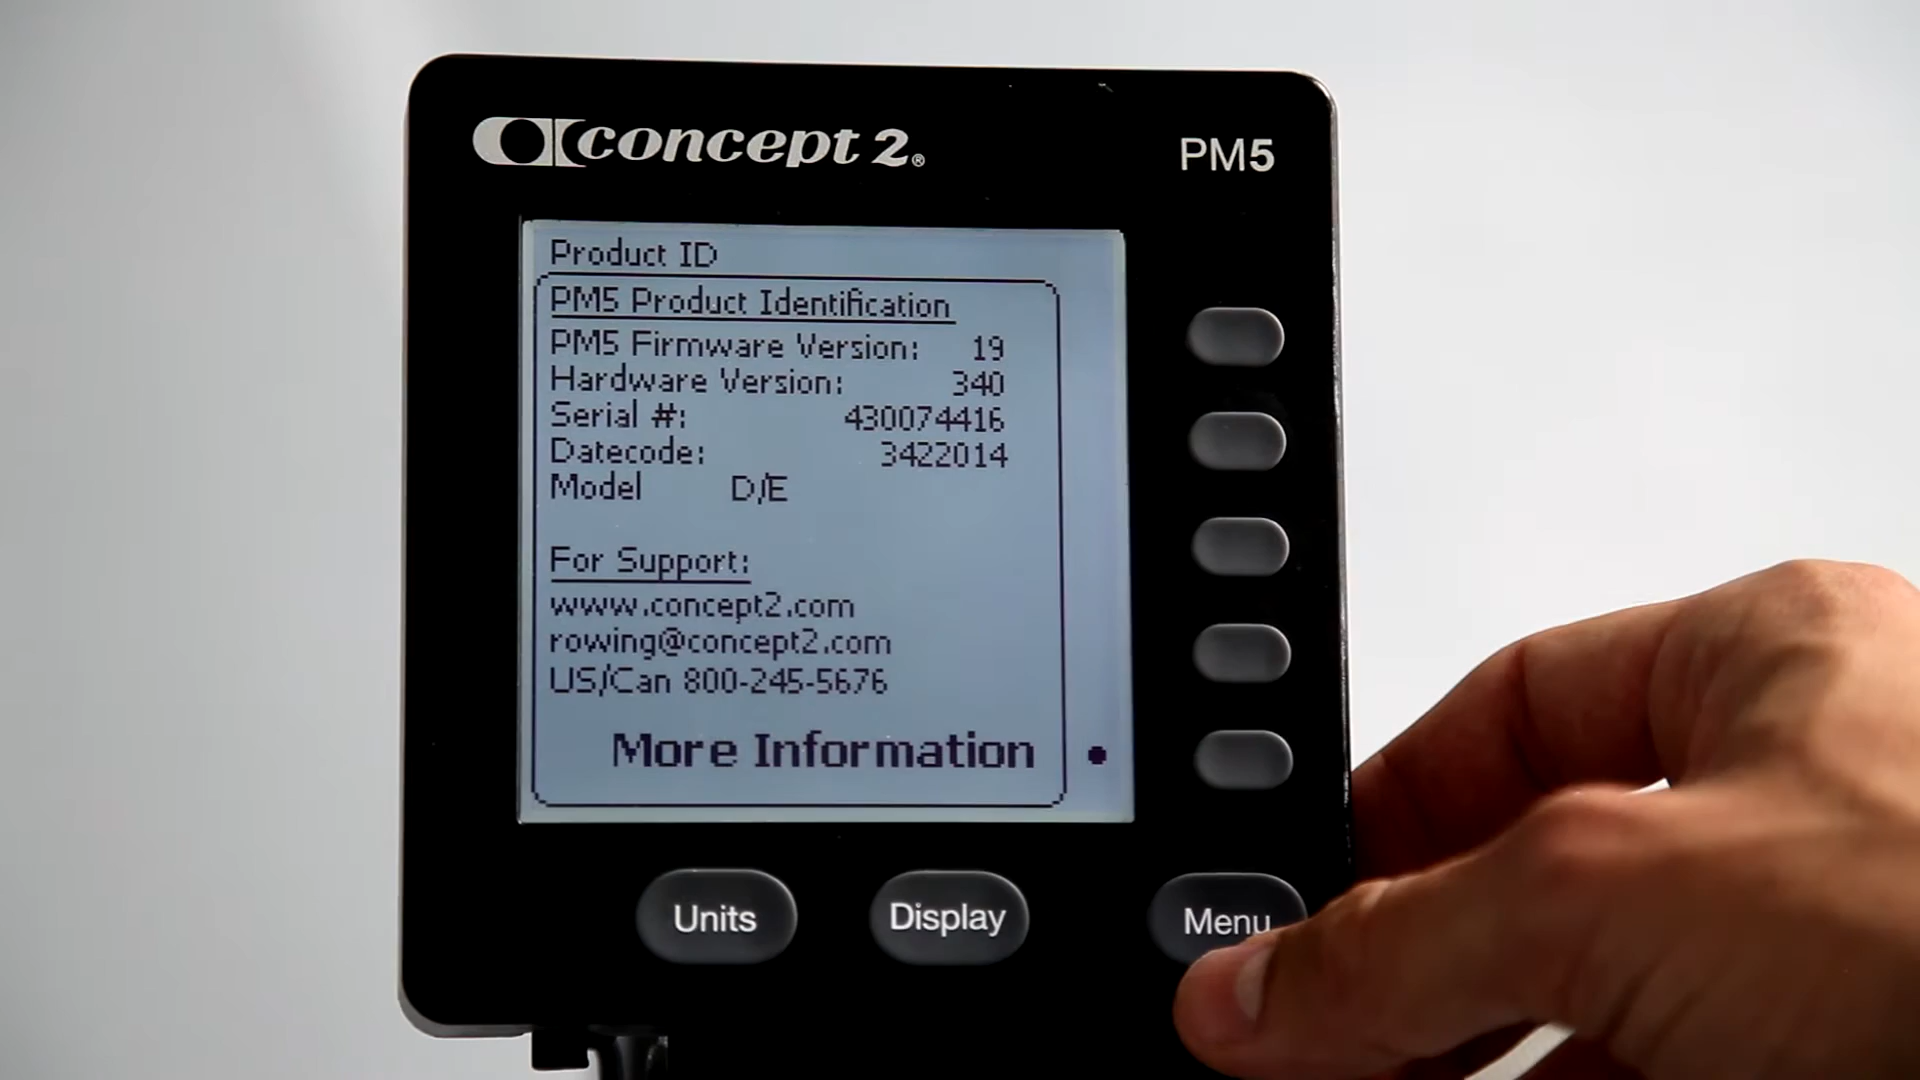 concept 2® PM5
Product ID
PM5 Product Identification
PM5 Firmware Version: 19
Hardware Version: 340
Serial #: 430074416
Datecode: 3422014
Model D/E
For Support:
www.concept2.com
rowing@concept2.com
US/Can 800-245-5676
More Information
Units Display Menu